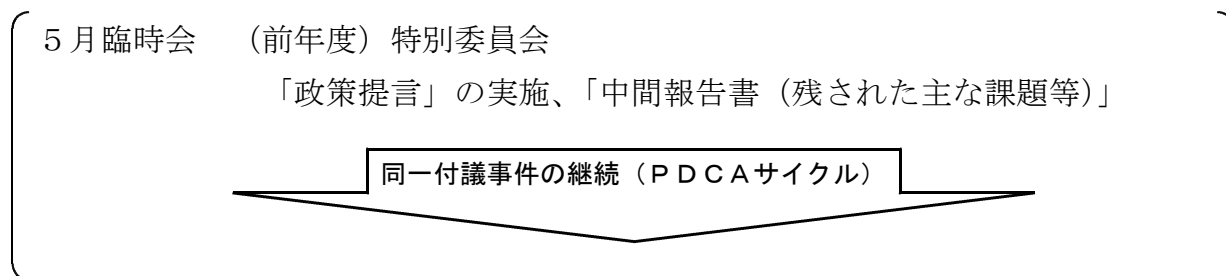 ５月臨時会　（前年度）特別委員会
「政策提言」の実施、「中間報告書（残された主な課題等）」
同一付議事件の継続（ＰＤＣＡサイクル）